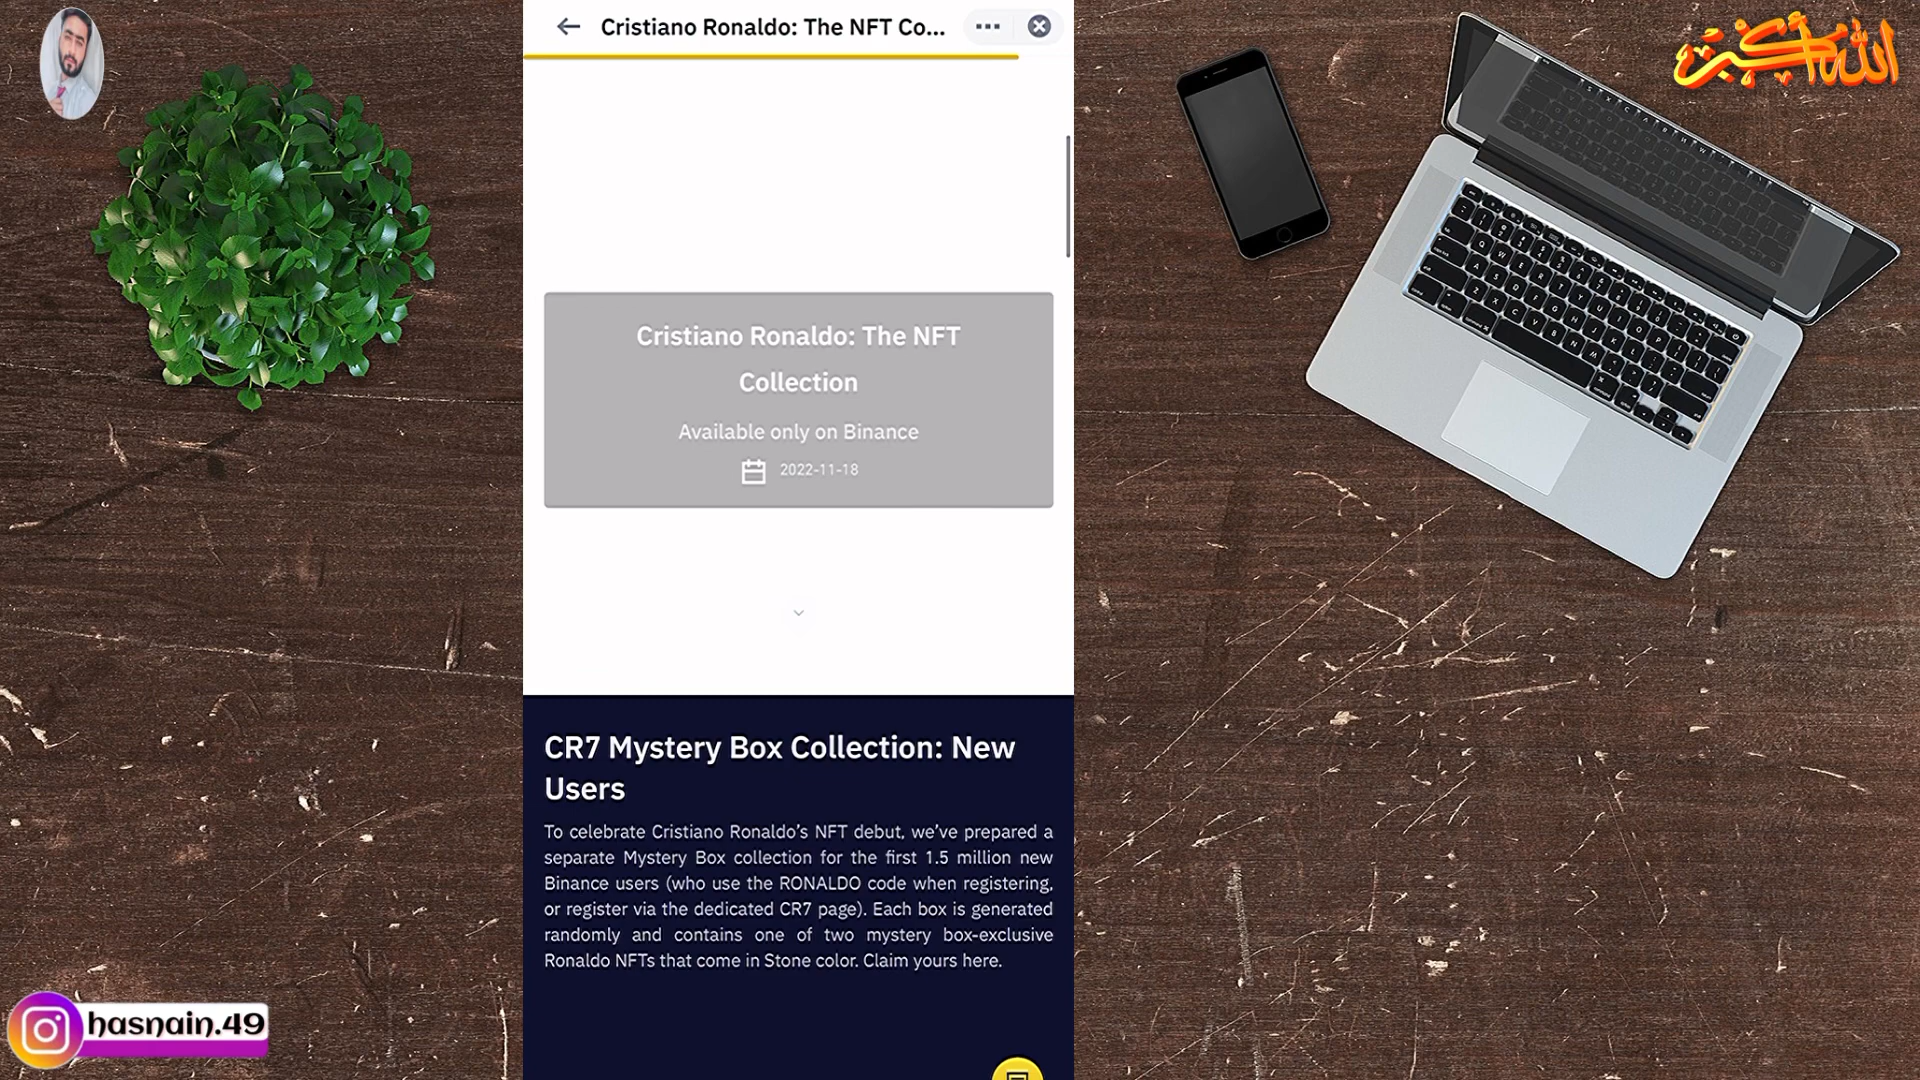 Cristiano Ronaldo: The NFT Co...
الله أكبر
Cristiano Ronaldo: The NFT
Collection
Available only on Binance
2022-11-18
CR7 Mystery Box Collection: New
Users
To celebrate Cristiano Ronaldo’s NFT debut, we’ve prepared a
separate Mystery Box collection for the first 1.5 million new
Binance users (who use the RONALDO code when registering,
or register via the dedicated CR7 page). Each box is generated
randomly and contains one of two mystery box-exclusive
Ronaldo NFTs that come in Stone color. Claim yours here.
hasnain.49